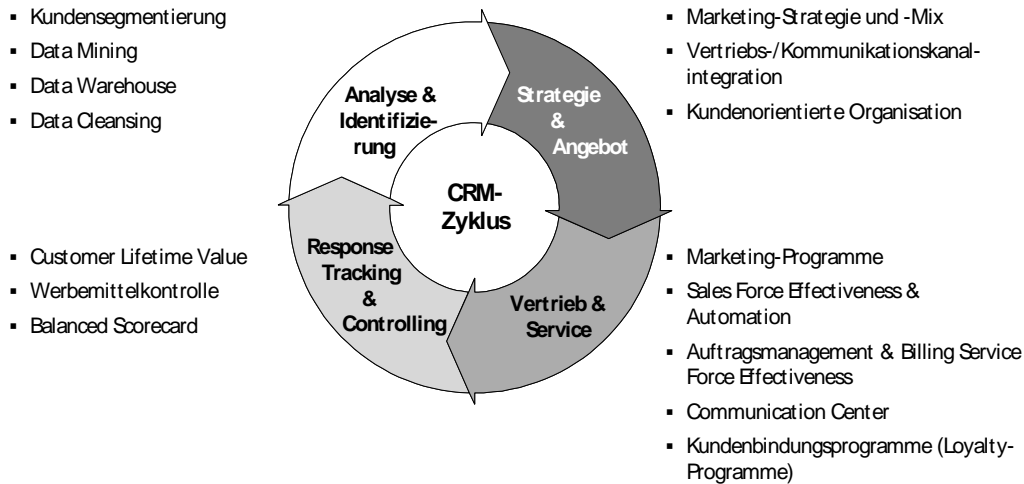 ▪ Kundensegmentierung
▪ Data Mining
▪ Data Warehouse
▪ Data Cleansing
Analyse &
Identifizie-
rung
Strategie
&
Angebot
▪ Marketing-Strategie und -Mix
▪ Vertriebs-/Kommunikationskanal-
integration
▪ Kundenorientierte Organisation
CRM-
Zyklus
▪ Customer Lifetime Value
▪ Werbemittelkontrolle
▪ Balanced Scorecard
Response
Tracking
&
Controlling
Vertrieb &
Service
▪ Marketing-Programme
▪ Sales Force Effectiveness &
Automation
▪ Auftragsmanagement & Billing Service
Force Effectiveness
▪ Communication Center
▪ Kundenbindungsprogramme (Loyalty-
Programme)